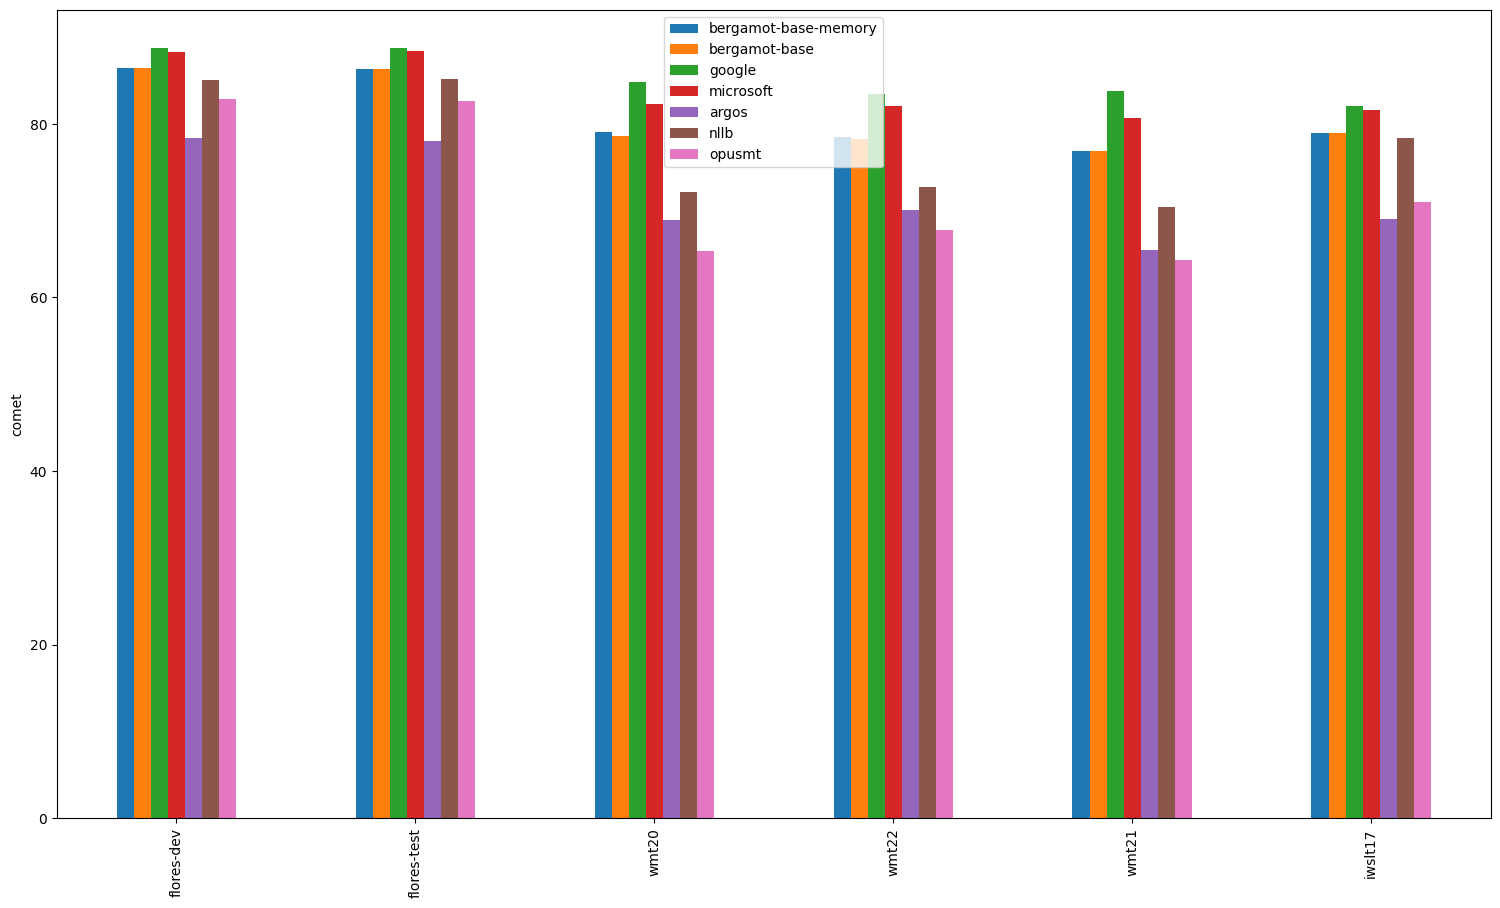 bergamot-base-memory
bergamot-base
google
microsoft
argos
nllb
opusmt
comet
80
60
40
20
0
flores-dev
flores-test
wmt20
wmt22
wmt21
iwslt17